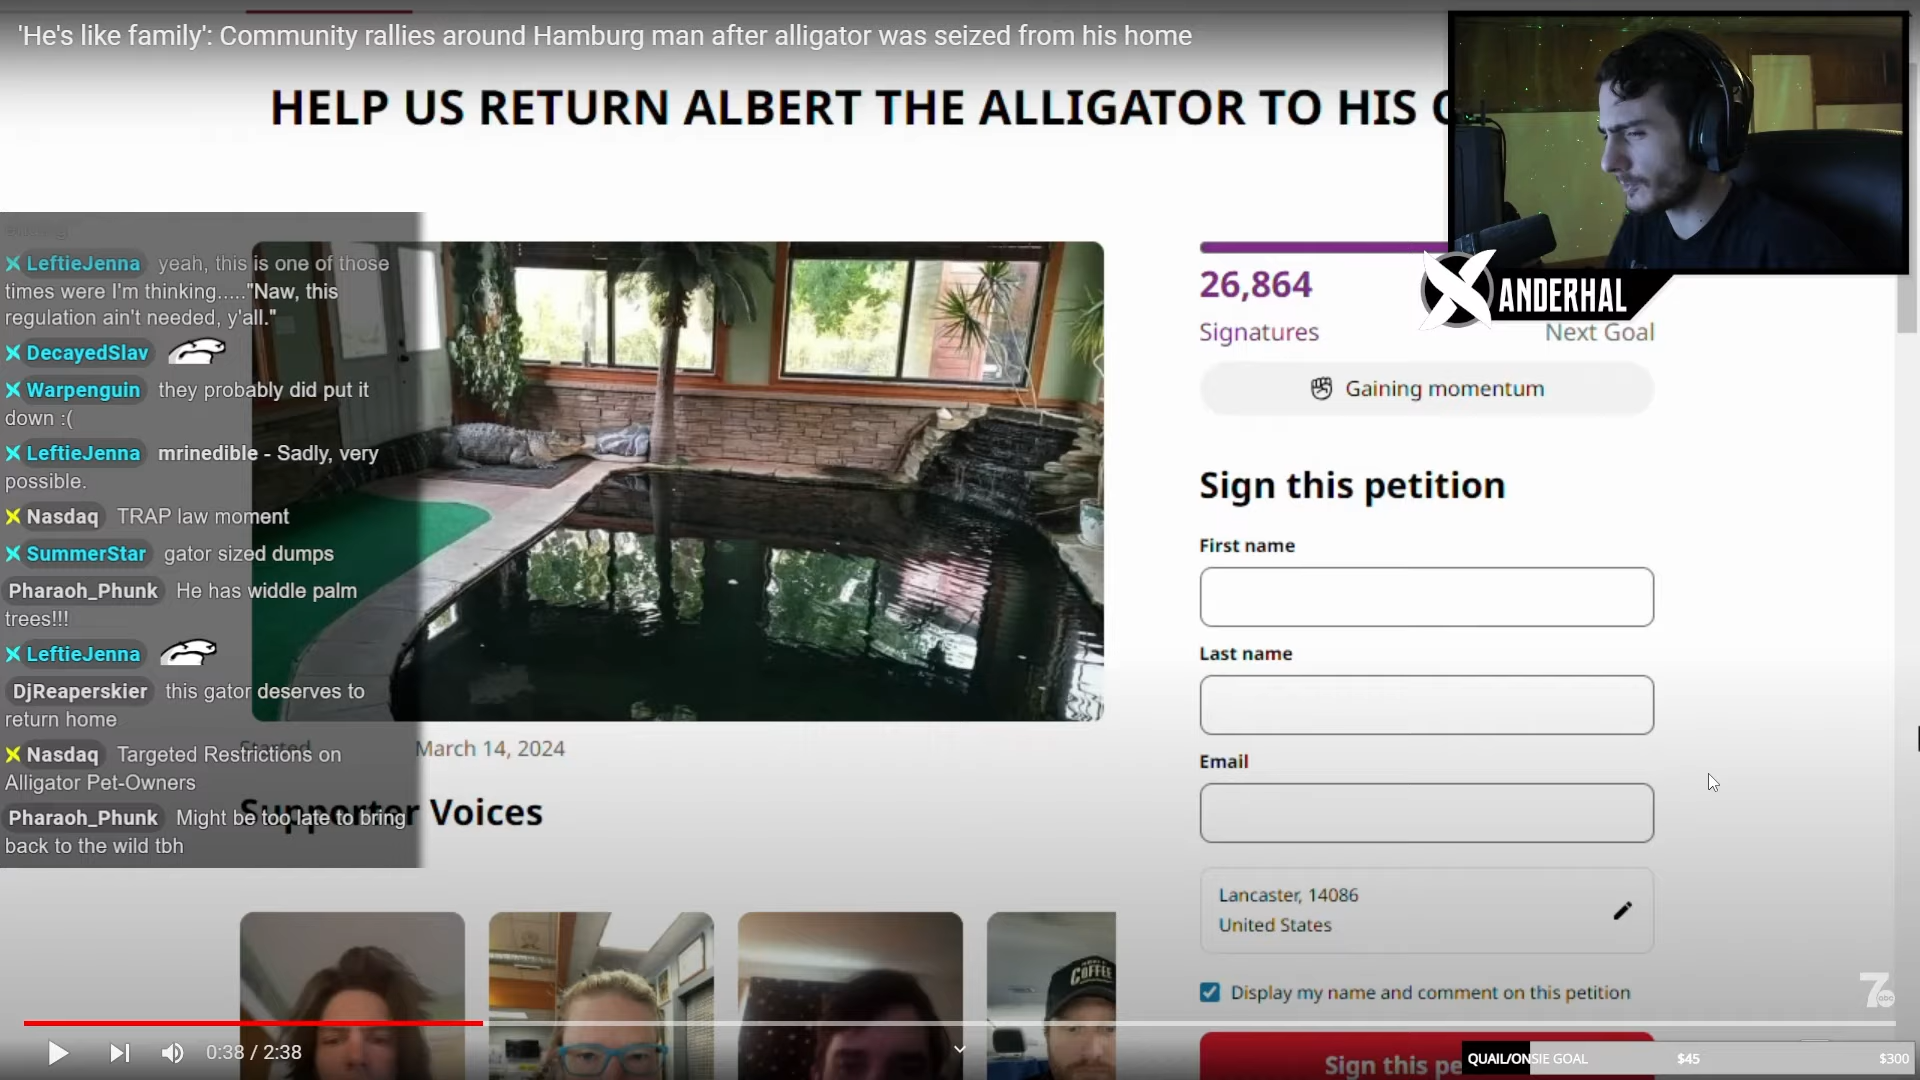 'He's like family': Community rallies around Hamburg man after alligator was seized from his home
HELP US RETURN ALBERT THE ALLIGATOR TO HIS
ANDERHAL
LeftieJenna yeah, this is one of those
times were I'm thinking....."Naw, this
regulation ain't needed, y'all."
DecayedSlav
Warpenguin they probably did put it
down :(
LeftieJenna mrinedible - Sadly, very
possible.
Nasdaq TRAP law moment
SummerStar gator sized dumps
Pharaoh_Phunk He has widdle palm
trees!!!
LeftieJenna
DjReaperskier this gator deserves to
return home
Nasdaq Targeted Restrictions on
Alligator Pet-Owners
Pharaoh_Phunk Might be too late to bring
back to the wild tbh
Started March 14, 2024
Supporter Voices
26,864
Signatures Next Goal
Gaining momentum
Sign this petition
First name
Last name
Email
Lancaster, 14086
United States
Display my name and comment on this petition
Sign this
COFFEE
7
abc
0:38 / 2:38
QUAIL/ONSIE GOAL $45 $300